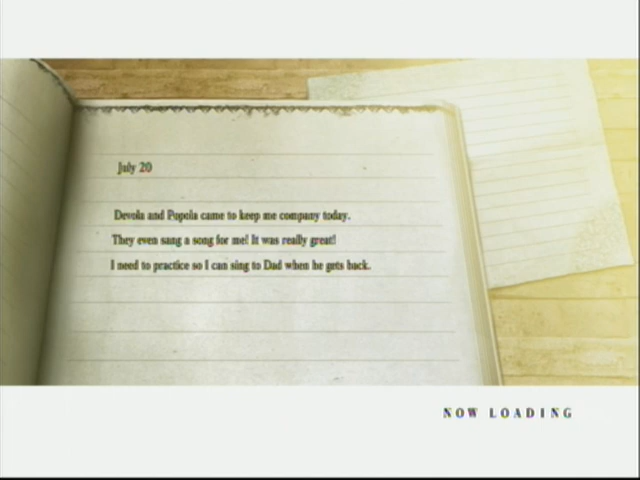 July 20
Devola and Popola came to keep me company today.
They even sang a song for me! It was really great!
I need to practice so I can sing to Dad when he gets back.
NOW LOADING